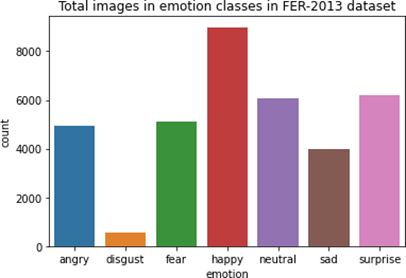 Total images in emotion classes in FER-2013 dataset
8000
6000
4000
2000
0
count
angry disgust fear happy neutral sad surprise
emotion